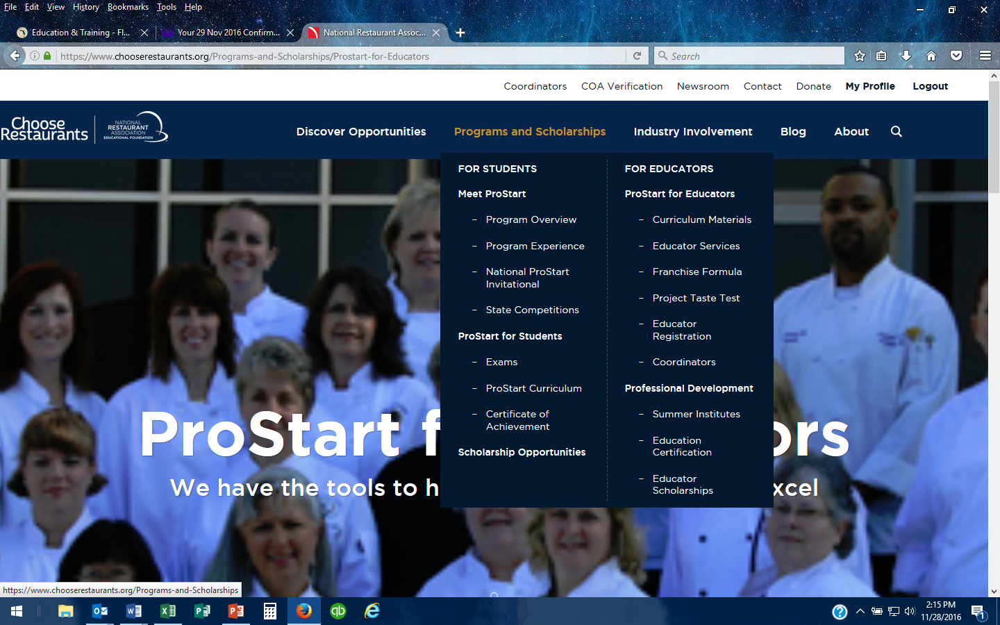 File Edit View History Bookmarks Tools Help
Education & Training - Fl...
Your 29 Nov 2016 Confirm...
National Restaurant Assoc...
https://www.chooserestaurants.org/Programs-and-Scholarships/Prostart-for-Educators
Search
Coordinators COA Verification Newsroom Contact Donate My Profile Logout
Choose
Restaurants
NATIONAL
RESTAURANT
ASSOCIATION
EDUCATIONAL FOUNDATION
Discover Opportunities Programs and Scholarships Industry Involvement Blog About
FOR STUDENTS
Meet ProStart
– Program Overview
– Program Experience
– National ProStart
Invitational
– State Competitions
ProStart for Students
– Exams
– ProStart Curriculum
– Certificate of
Achievement
Scholarship Opportunities
FOR EDUCATORS
ProStart for Educators
– Curriculum Materials
– Educator Services
– Franchise Formula
– Project Taste Test
– Educator
Registration
– Coordinators
Professional Development
– Summer Institutes
– Education
Certification
– Educator
Scholarships
ProStart f ors
We have the tools to h xcel
https://www.chooserestaurants.org/Programs-and-Scholarships
2:15 PM
11/28/2016
1